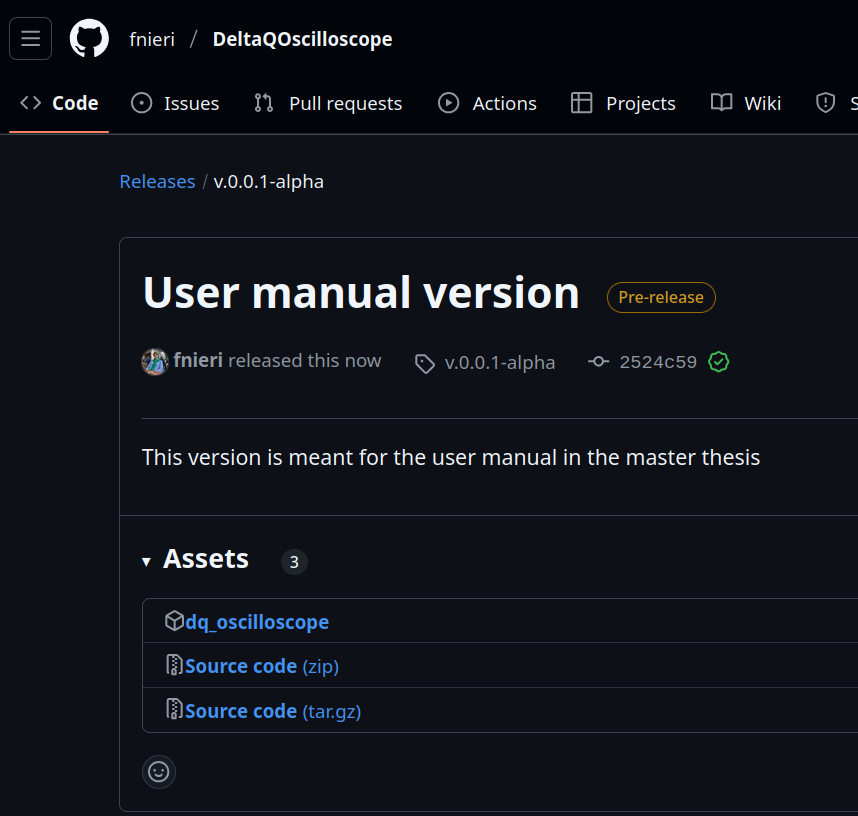 fnieri / DeltaQOscilloscope
Code Issues Pull requests Actions Projects Wiki S
Releases / v.0.0.1-alpha
User manual version Pre-release
fnieri released this now v.0.0.1-alpha 2524c59
This version is meant for the user manual in the master thesis
Assets 3
dq_oscilloscope
Source code (zip)
Source code (tar.gz)